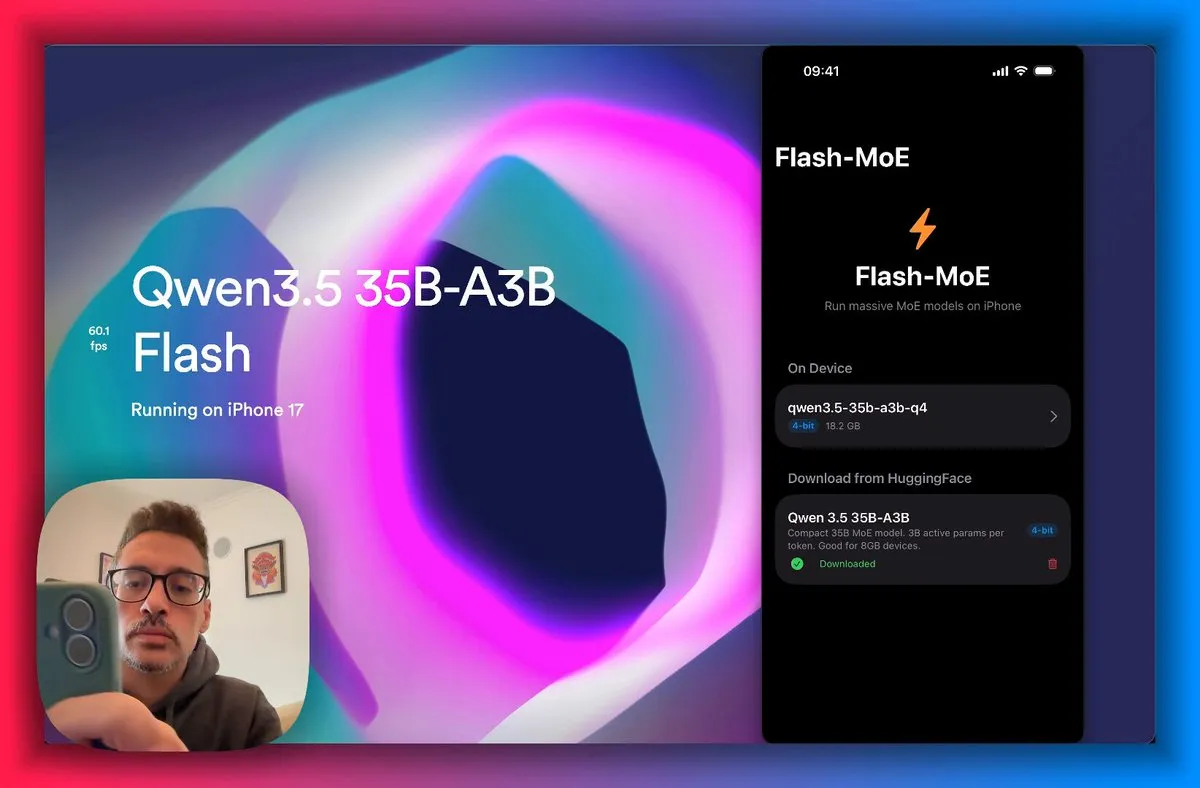 Qwen3.5 35B-A3B
Flash
60.1
fps
Running on iPhone 17
09:41
Flash-MoE
Flash-MoE
Run massive MoE models on iPhone
On Device
qwen3.5-35b-a3b-q4
4-bit 18.2 GB
Download from HuggingFace
Qwen 3.5 35B-A3B
Compact 35B MoE model. 3B active params per
token. Good for 8GB devices.
4-bit
Downloaded